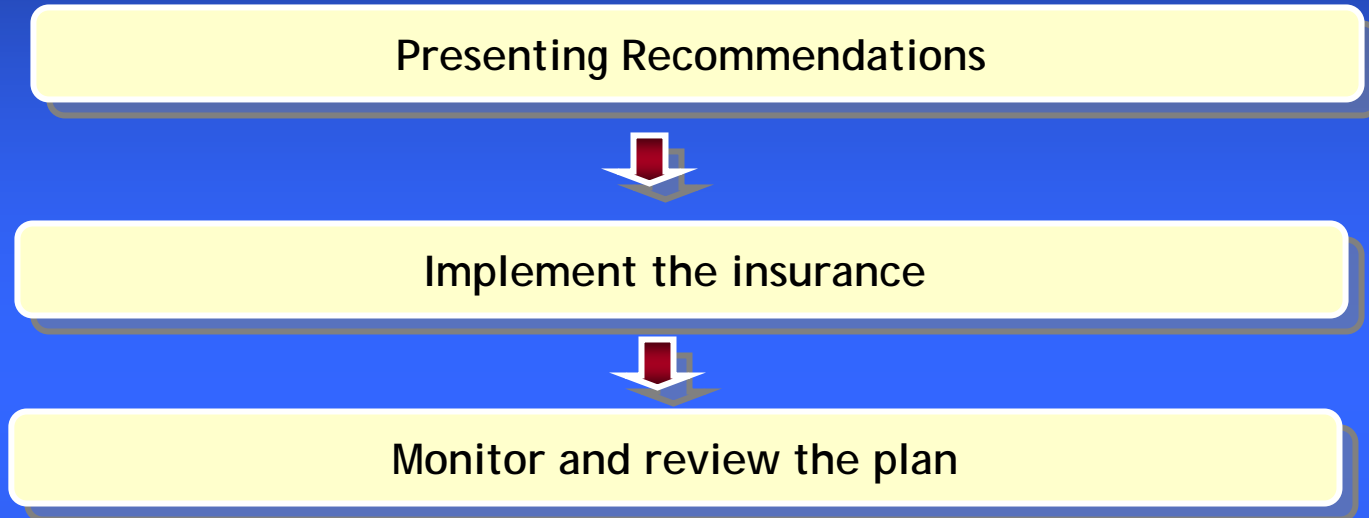 Presenting Recommendations
Implement the insurance
Monitor and review the plan